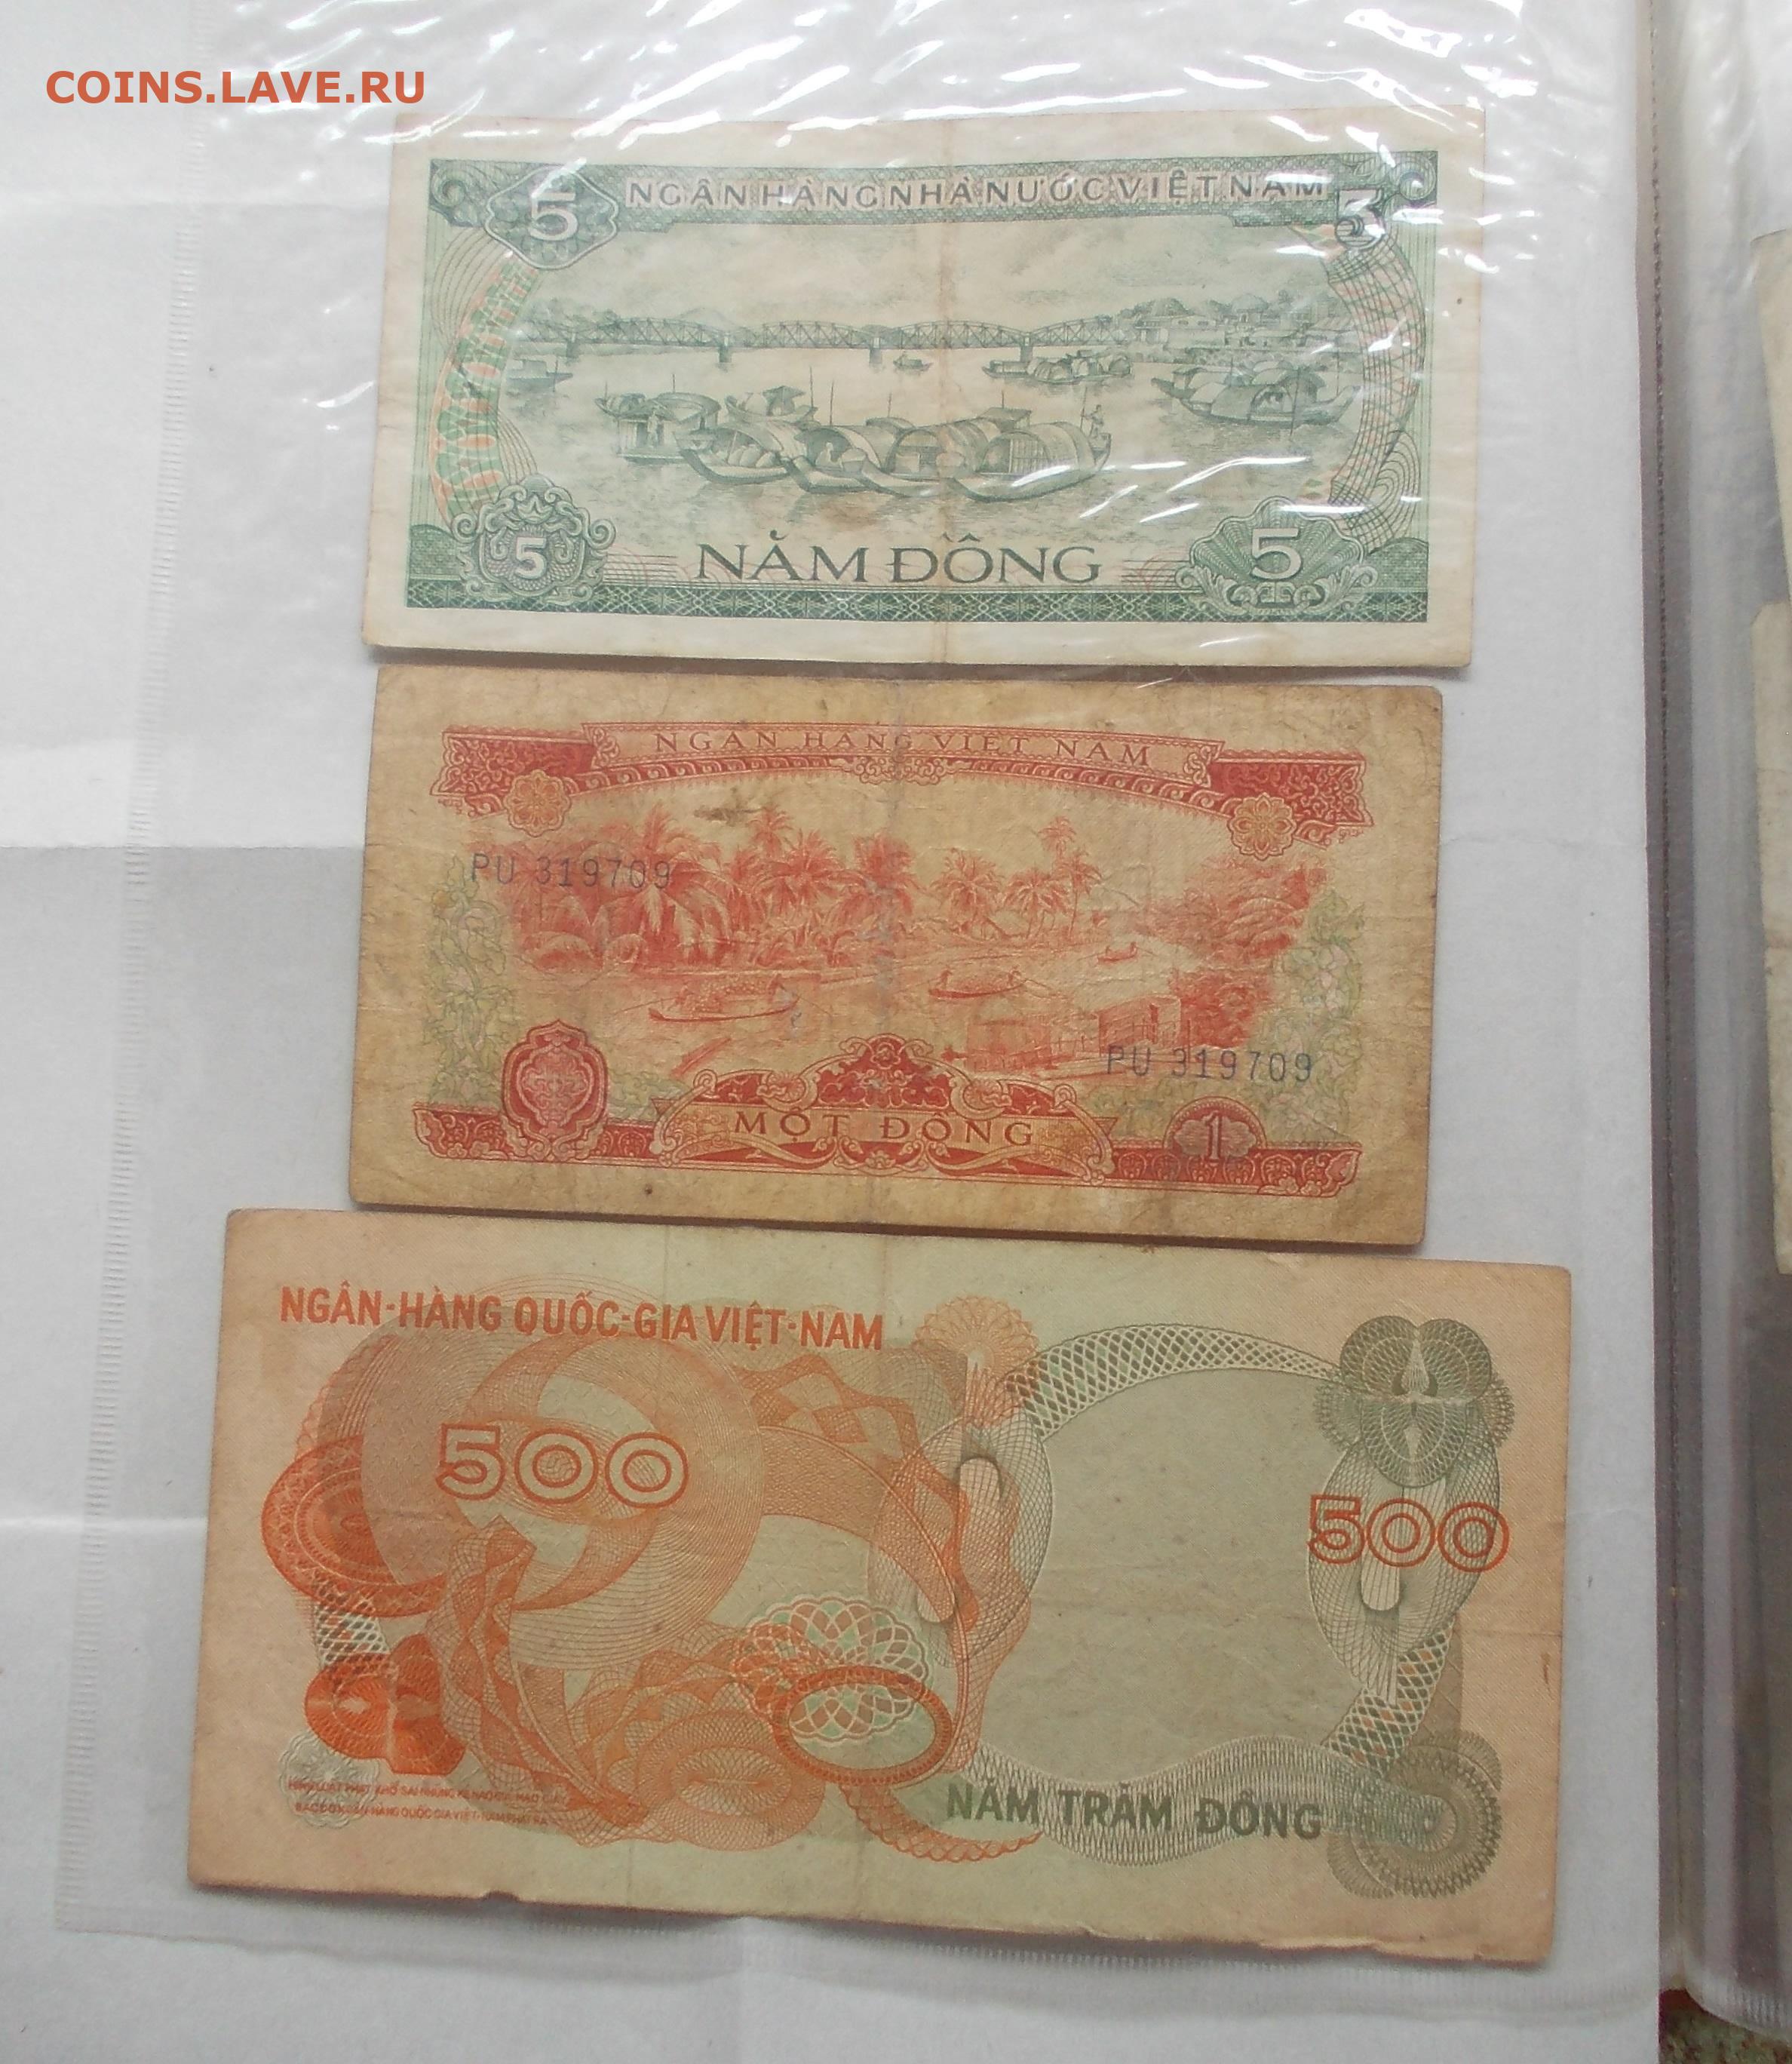 COINS.LAVE.RU
5 NGÂN HÀNG NHÀ NƯỚC VIỆT NAM 5
5 NĂM ĐỒNG 5
NGÂN HÀNG VIỆT NAM
PU 319709
PU 319709
MỘT ĐỒNG 1
NGÂN-HÀNG QUỐC-GIA VIỆT-NAM
500
500
NĂM TRĂM ĐỒNG